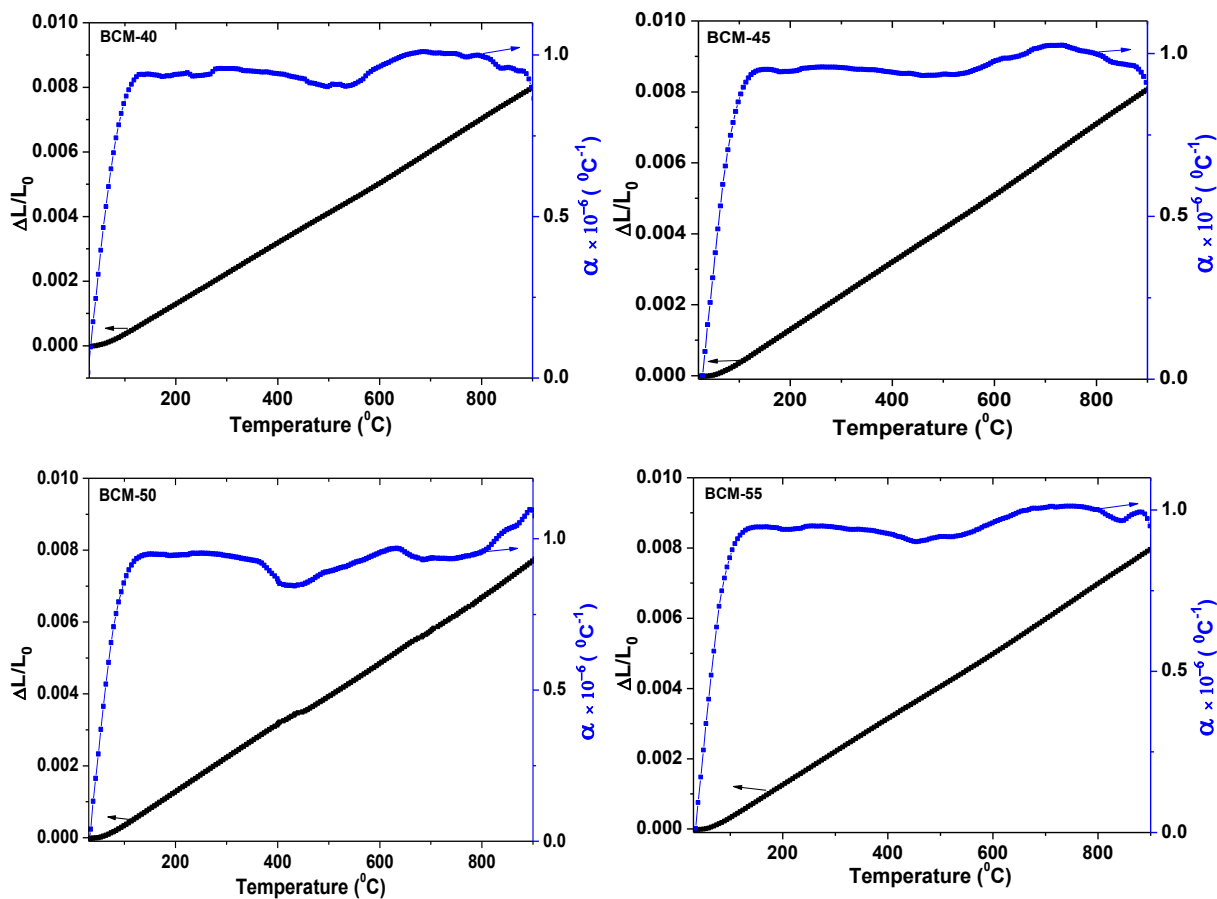 BCM-40
0.010
0.008
0.006
0.004
0.002
0.000
ΔL/L₀
200 400 600 800
Temperature (⁰C)
1.0
0.5
0.0
α × 10⁻⁶ ( ⁰C⁻¹)
BCM-45
0.010
0.008
0.006
0.004
0.002
0.000
ΔL/L₀
200 400 600 800
Temperature (⁰C)
1.0
0.5
0.0
α × 10⁻⁶ ( ⁰C⁻¹)
BCM-50
0.010
0.008
0.006
0.004
0.002
0.000
ΔL/L₀
200 400 600 800
Temperature (⁰C)
1.0
0.5
0.0
α × 10⁻⁶ ( ⁰C⁻¹)
BCM-55
0.010
0.008
0.006
0.004
0.002
0.000
ΔL/L₀
200 400 600 800
Temperature (⁰C)
1.0
0.5
0.0
α × 10⁻⁶ ( ⁰C⁻¹)